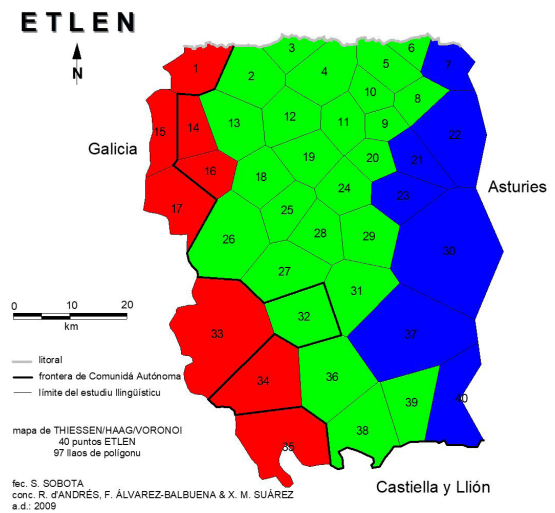 ETLEN
N
Galicia
Asturies
1
2
3
4
5
6
7
8
9
10
11
12
13
14
15
16
17
18
19
20
21
22
23
24
25
26
27
28
29
30
31
32
33
34
35
36
37
38
39
40
0 10 20
km
litoral
frontera de Comunidá Autónoma
límite del estudiu llingüísticu
mapa de THIESSEN/HAAG/VORONOI
40 puntos ETLEN
97 llaos de polígonu
fec. S. SOBOTA
conc. R. d'ANDRÉS, F. ÁLVAREZ-BALBUENA & X. M. SUÁREZ
a.d.: 2009
Castiella y Llión